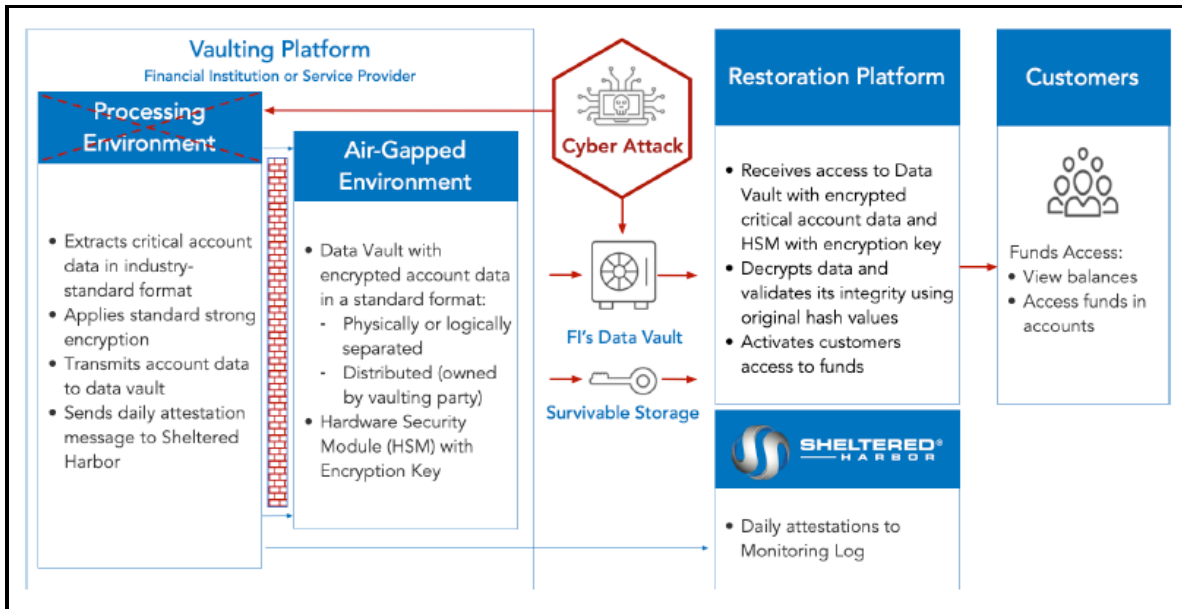 Vaulting Platform
Financial Institution or Service Provider
Processing
Environment
• Extracts critical account
data in industry-
standard format
• Applies standard strong
encryption
• Transmits account data
to data vault
• Sends daily attestation
message to Sheltered
Harbor
Air-Gapped
Environment
• Data Vault with
encrypted account data
in a standard format:
- Physically or logically
separated
- Distributed (owned
by vaulting party)
• Hardware Security
Module (HSM) with
Encryption Key
Cyber Attack
FI's Data Vault
Survivable Storage
Restoration Platform
• Receives access to Data
Vault with encrypted
critical account data and
HSM with encryption key
• Decrypts data and
validates its integrity using
original hash values
• Activates customers
access to funds
SHELTERED®
HARBOR
• Daily attestations to
Monitoring Log
Customers
Funds Access:
• View balances
• Access funds in
accounts